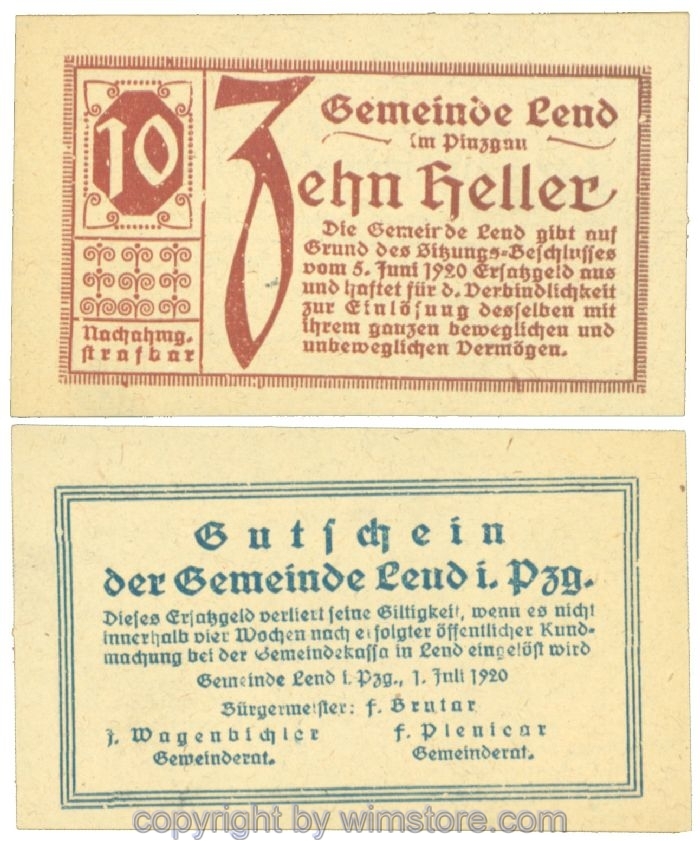 10
Nachahmg.
strafbar
Gemeinde Lend
im Pinzgau
Zehn Heller
Die Gemeinde Lend gibt auf
Grund des Sitzungs-Beschlusses
vom 5. Juni 1920 Ersatzgeld aus
und haftet für d. Verbindlichkeit
zur Einlösung desselben mit
ihrem ganzen beweglichen und
unbeweglichen Vermögen.
Gutschein
der Gemeinde Lend i. Pzg.
Dieses Ersatzgeld verliert seine Giltigkeit, wenn es nicht
innerhalb vier Wochen nach erfolgter öffentlicher Kund-
machung bei der Gemeindekassa in Lend eingelöst wird
Gemeinde Lend i. Pzg., 1. Juli 1920
Bürgermeister: F. Brutar
J. Wagenbichler F. Plenicar
Gemeinderat. Gemeinderat.
copyright by wimstore.com